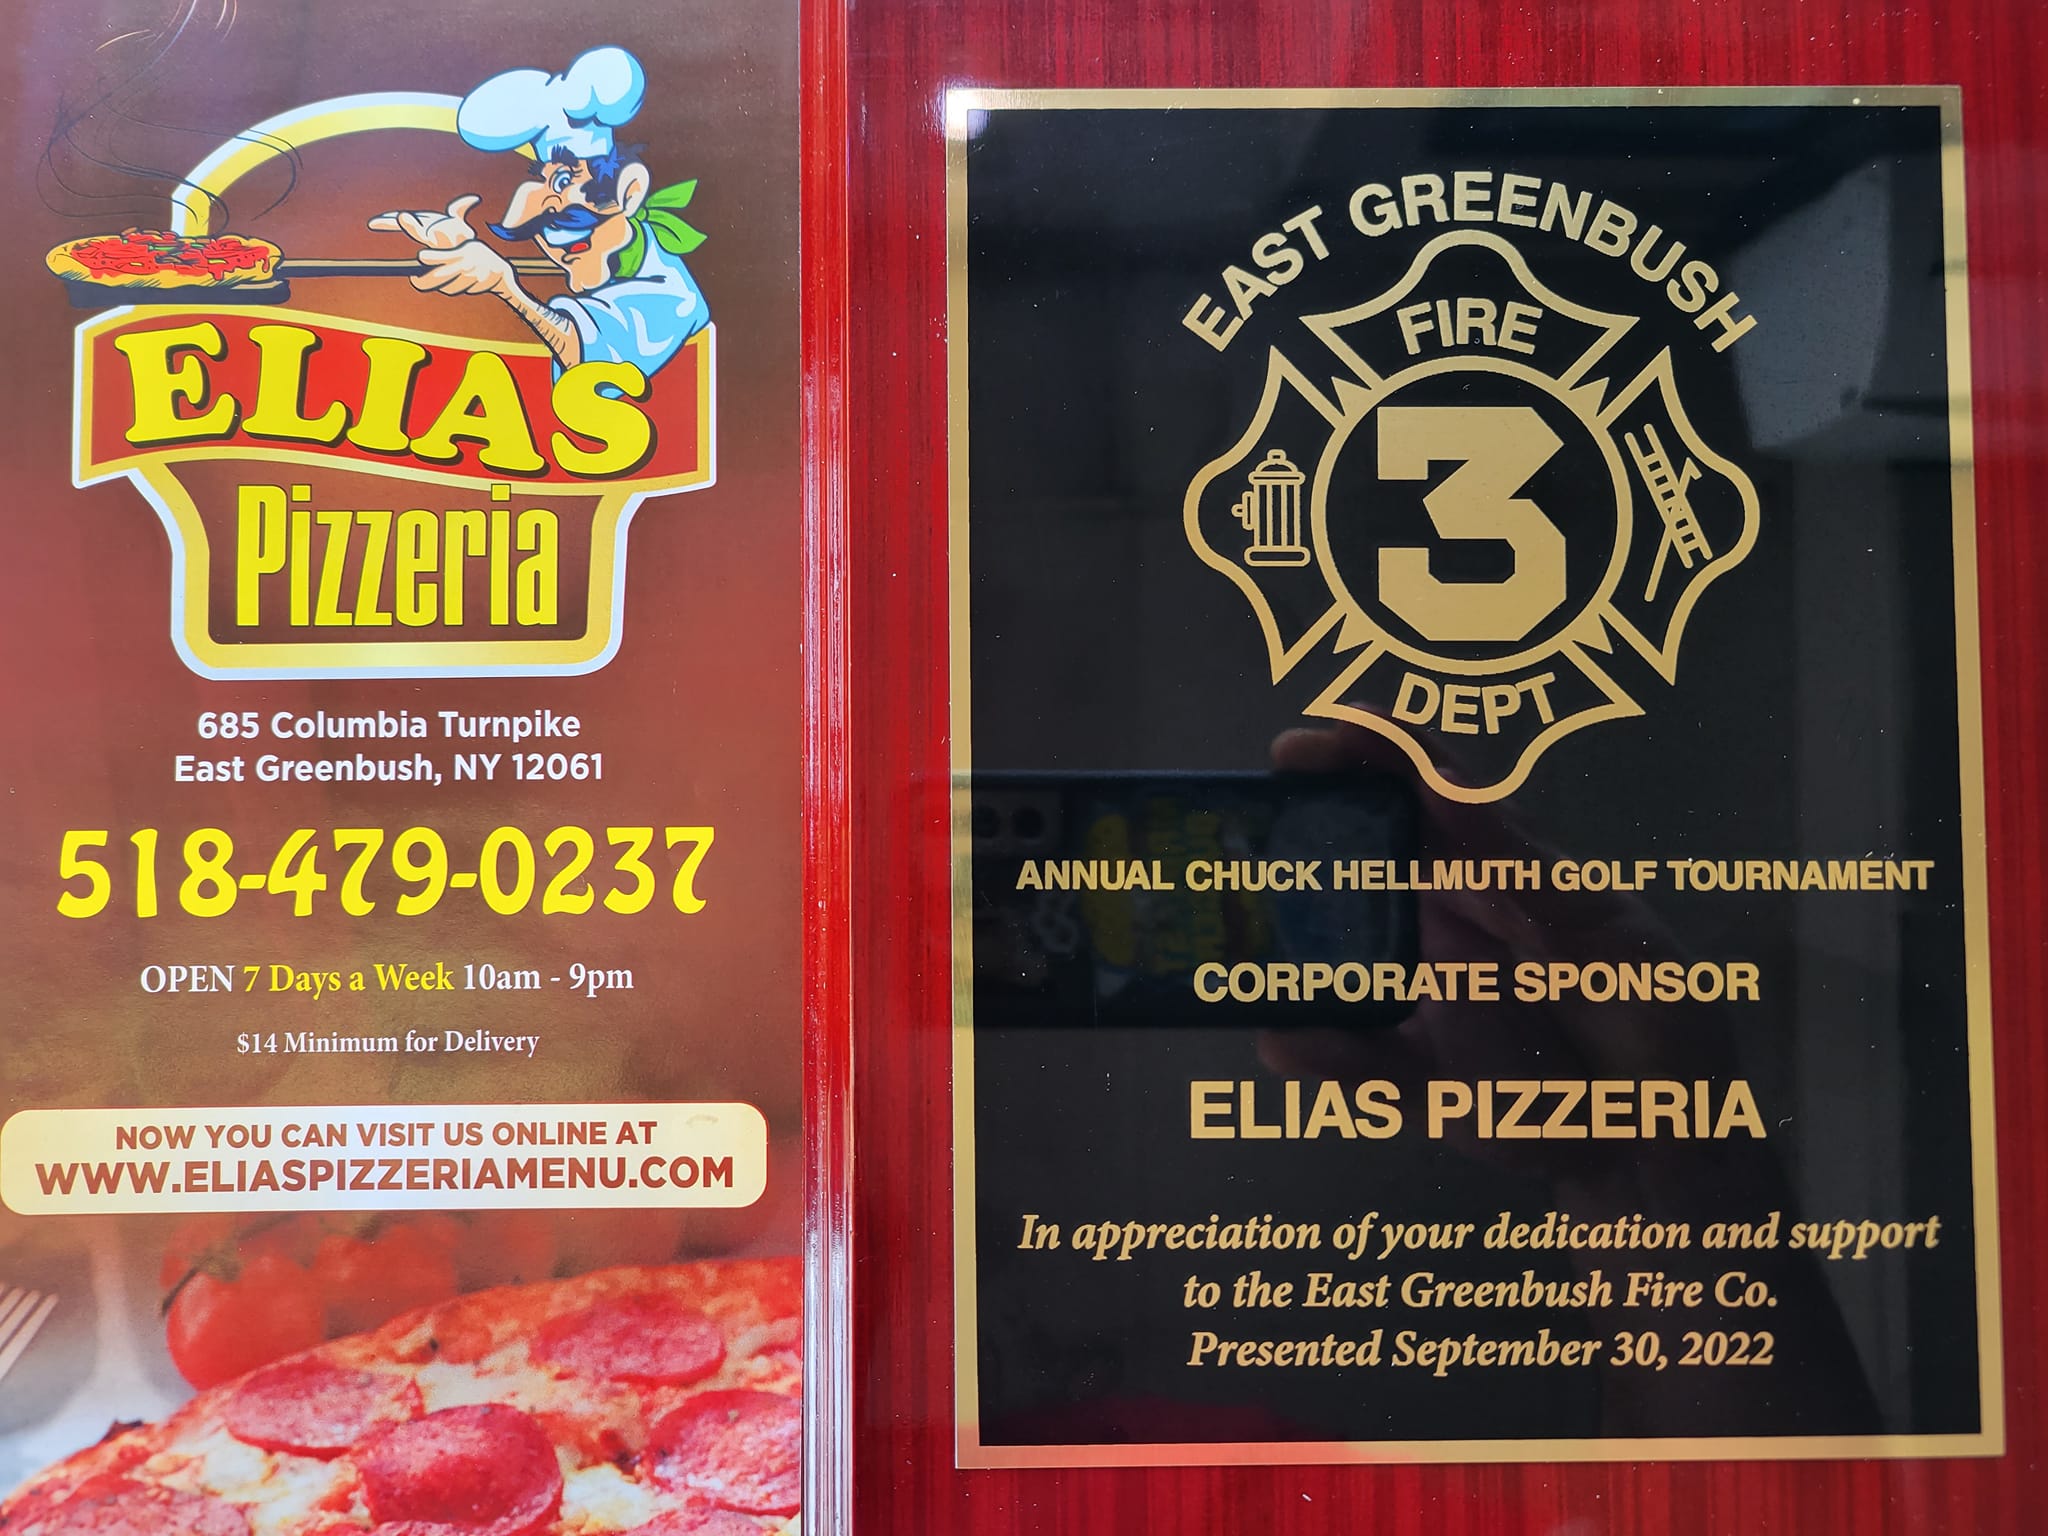 ELIAS
Pizzeria
685 Columbia Turnpike
East Greenbush, NY 12061
518-479-0237
OPEN 7 Days a Week 10am - 9pm
$14 Minimum for Delivery
NOW YOU CAN VISIT US ONLINE AT
WWW.ELIASPIZZERIAMENU.COM
EAST GREENBUSH
FIRE
3
DEPT
ANNUAL CHUCK HELLMUTH GOLF TOURNAMENT
CORPORATE SPONSOR
ELIAS PIZZERIA
In appreciation of your dedication and support
to the East Greenbush Fire Co.
Presented September 30, 2022